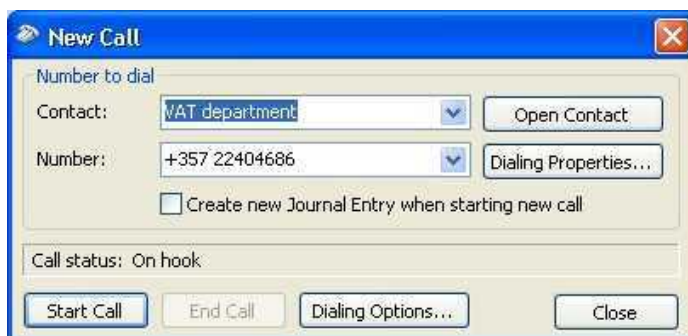 New Call
Number to dial
Contact: VAT department Open Contact
Number: +357 22404686 Dialing Properties...
Create new Journal Entry when starting new call
Call status: On hook
Start Call End Call Dialing Options... Close